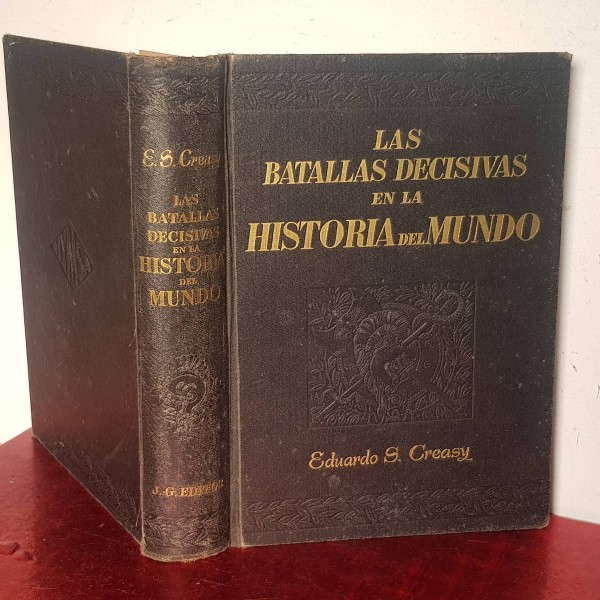 E. S. Creasy
LAS
BATALLAS
DECISIVAS
EN LA
HISTORIA
DEL
MUNDO
J.-G. EDITOR
LAS
BATALLAS DECISIVAS
EN LA
HISTORIA DEL MUNDO
Eduardo S. Creasy